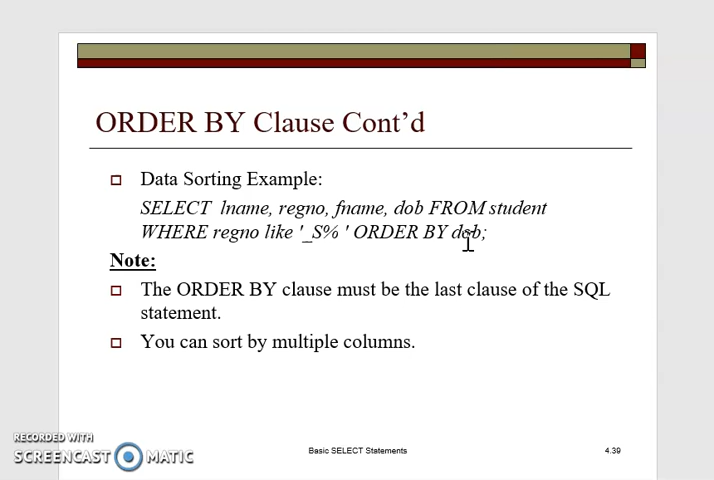 ORDER BY Clause Cont’d
Data Sorting Example:
SELECT lname, regno, fname, dob FROM student
WHERE regno like '_S% ' ORDER BY dob;
Note:
The ORDER BY clause must be the last clause of the SQL
statement.
You can sort by multiple columns.
RECORDED WITH
SCREENCAST MATIC
Basic SELECT Statements
4.39